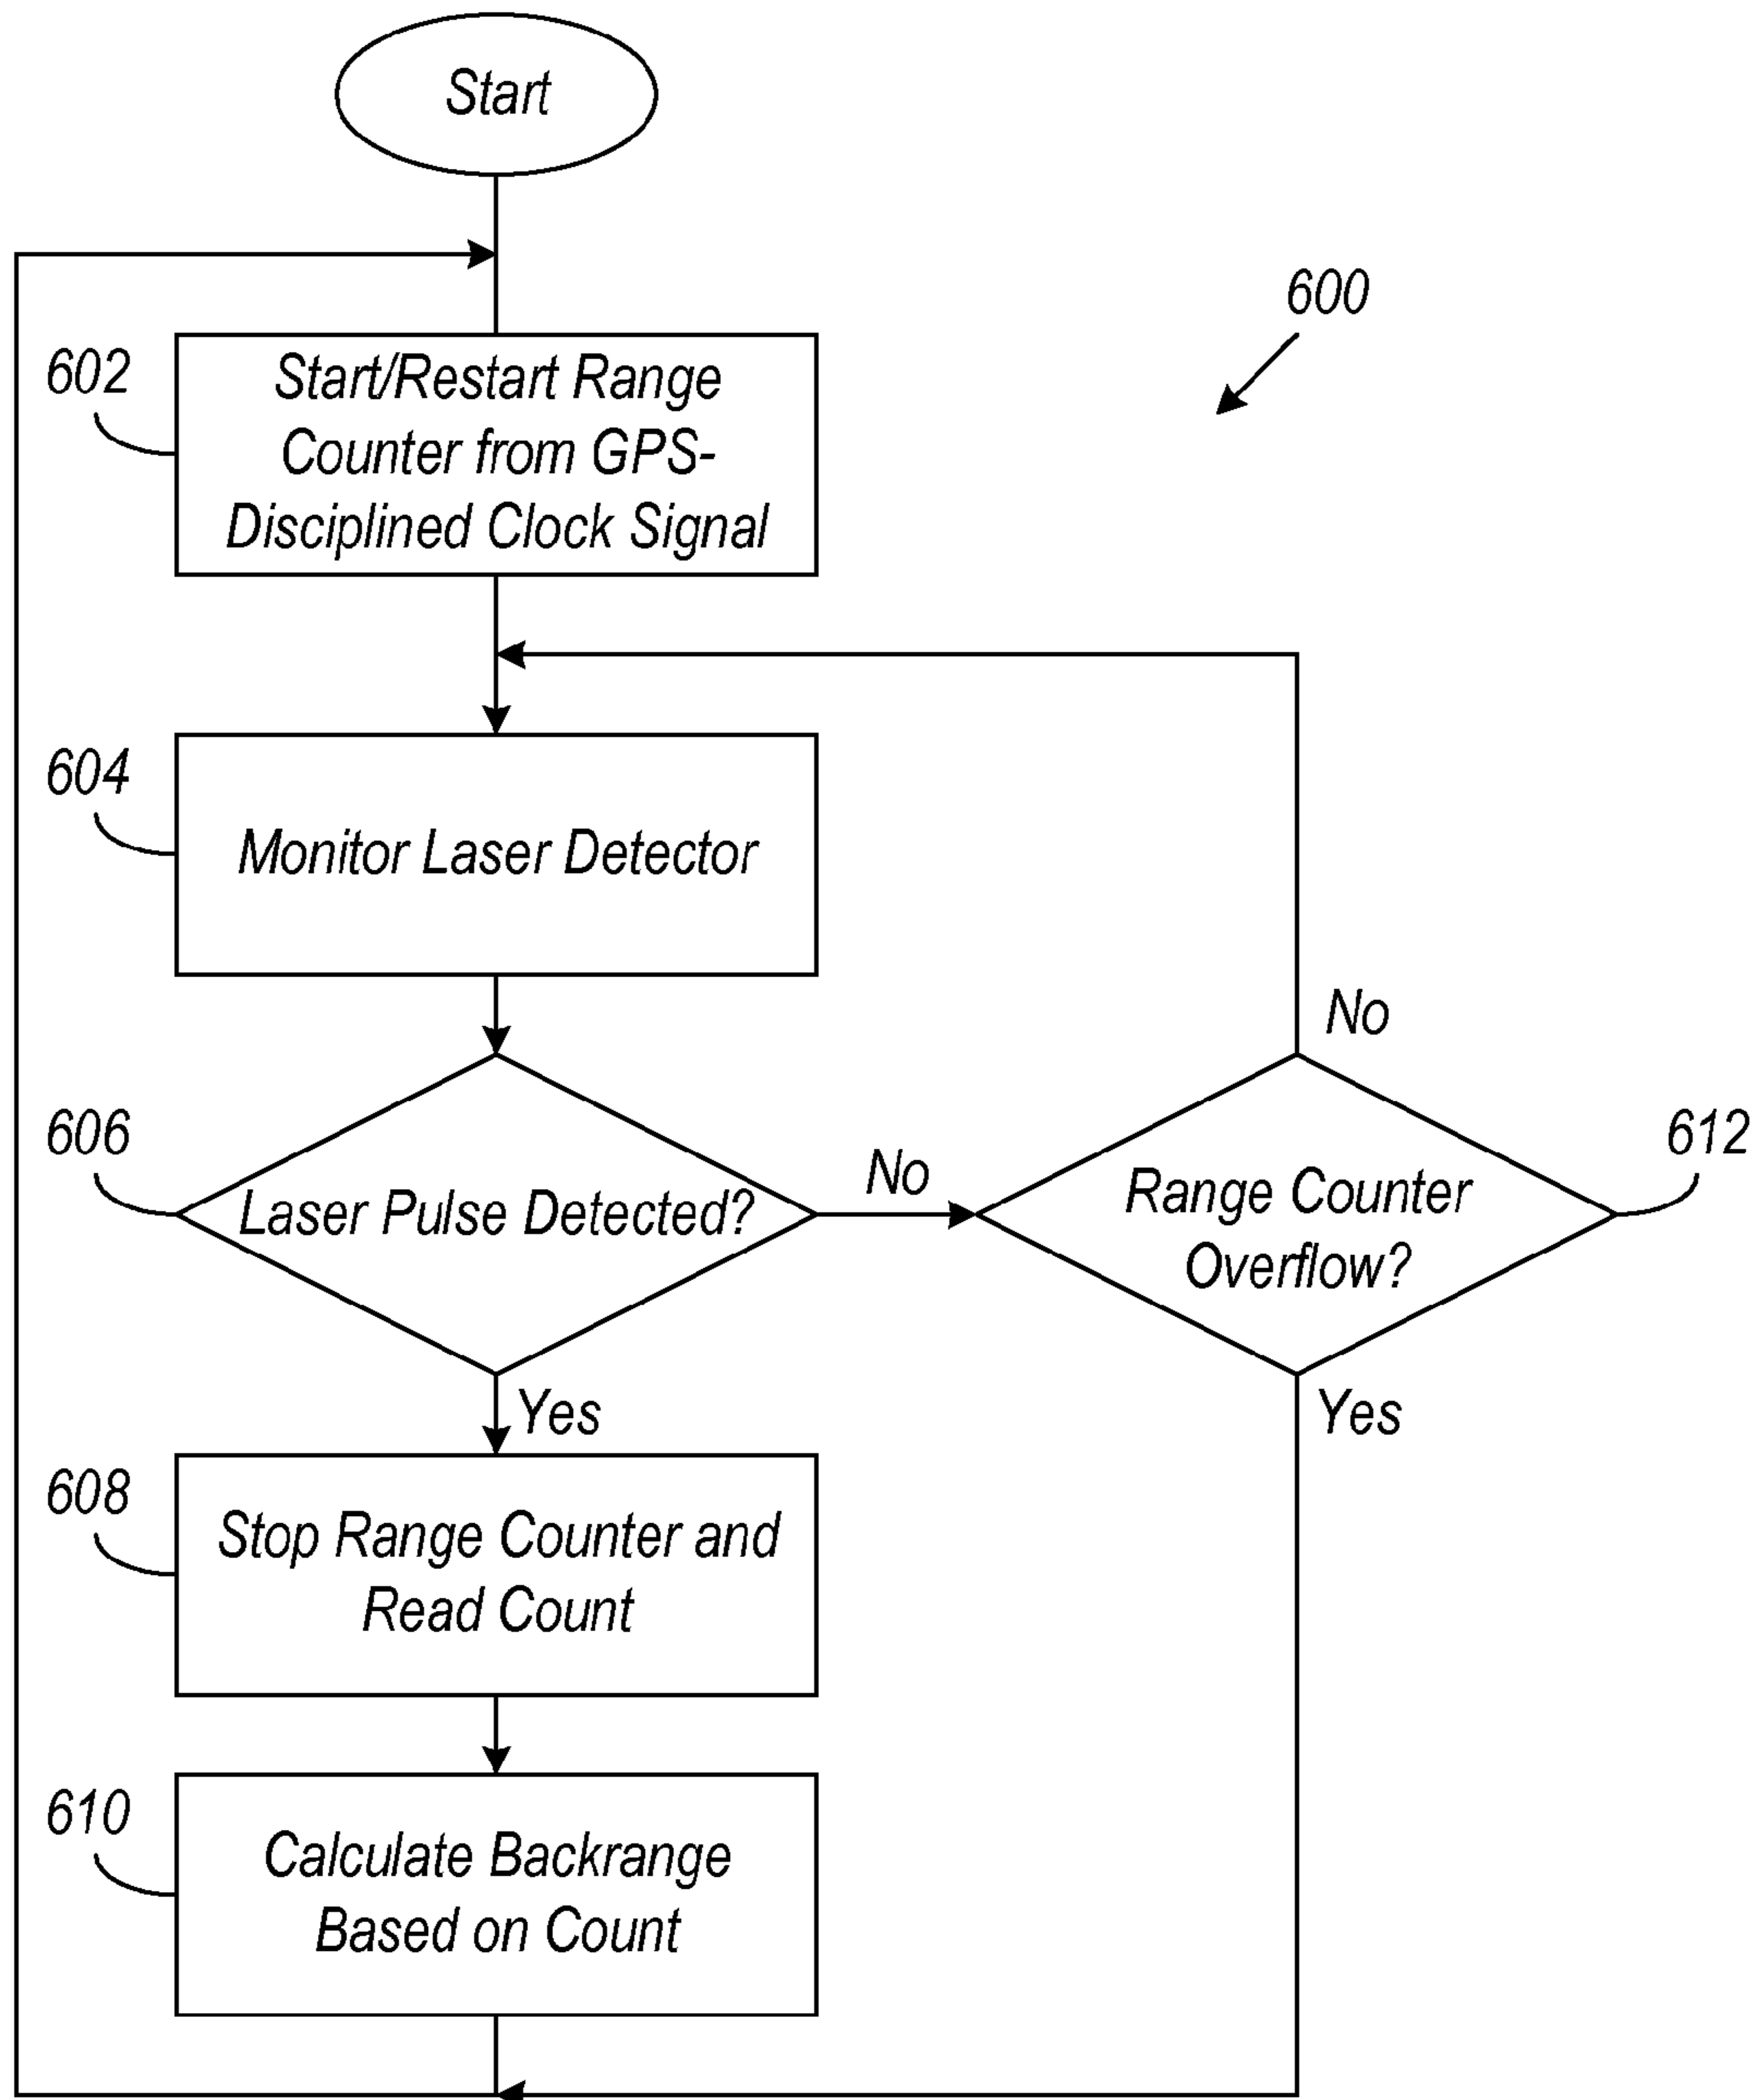 Start
600
602
Start/Restart Range
Counter from GPS-
Disciplined Clock Signal
604
Monitor Laser Detector
No
606
Laser Pulse Detected?
No
Range Counter
Overflow?
612
Yes
Yes
608
Stop Range Counter and
Read Count
610
Calculate Backrange
Based on Count